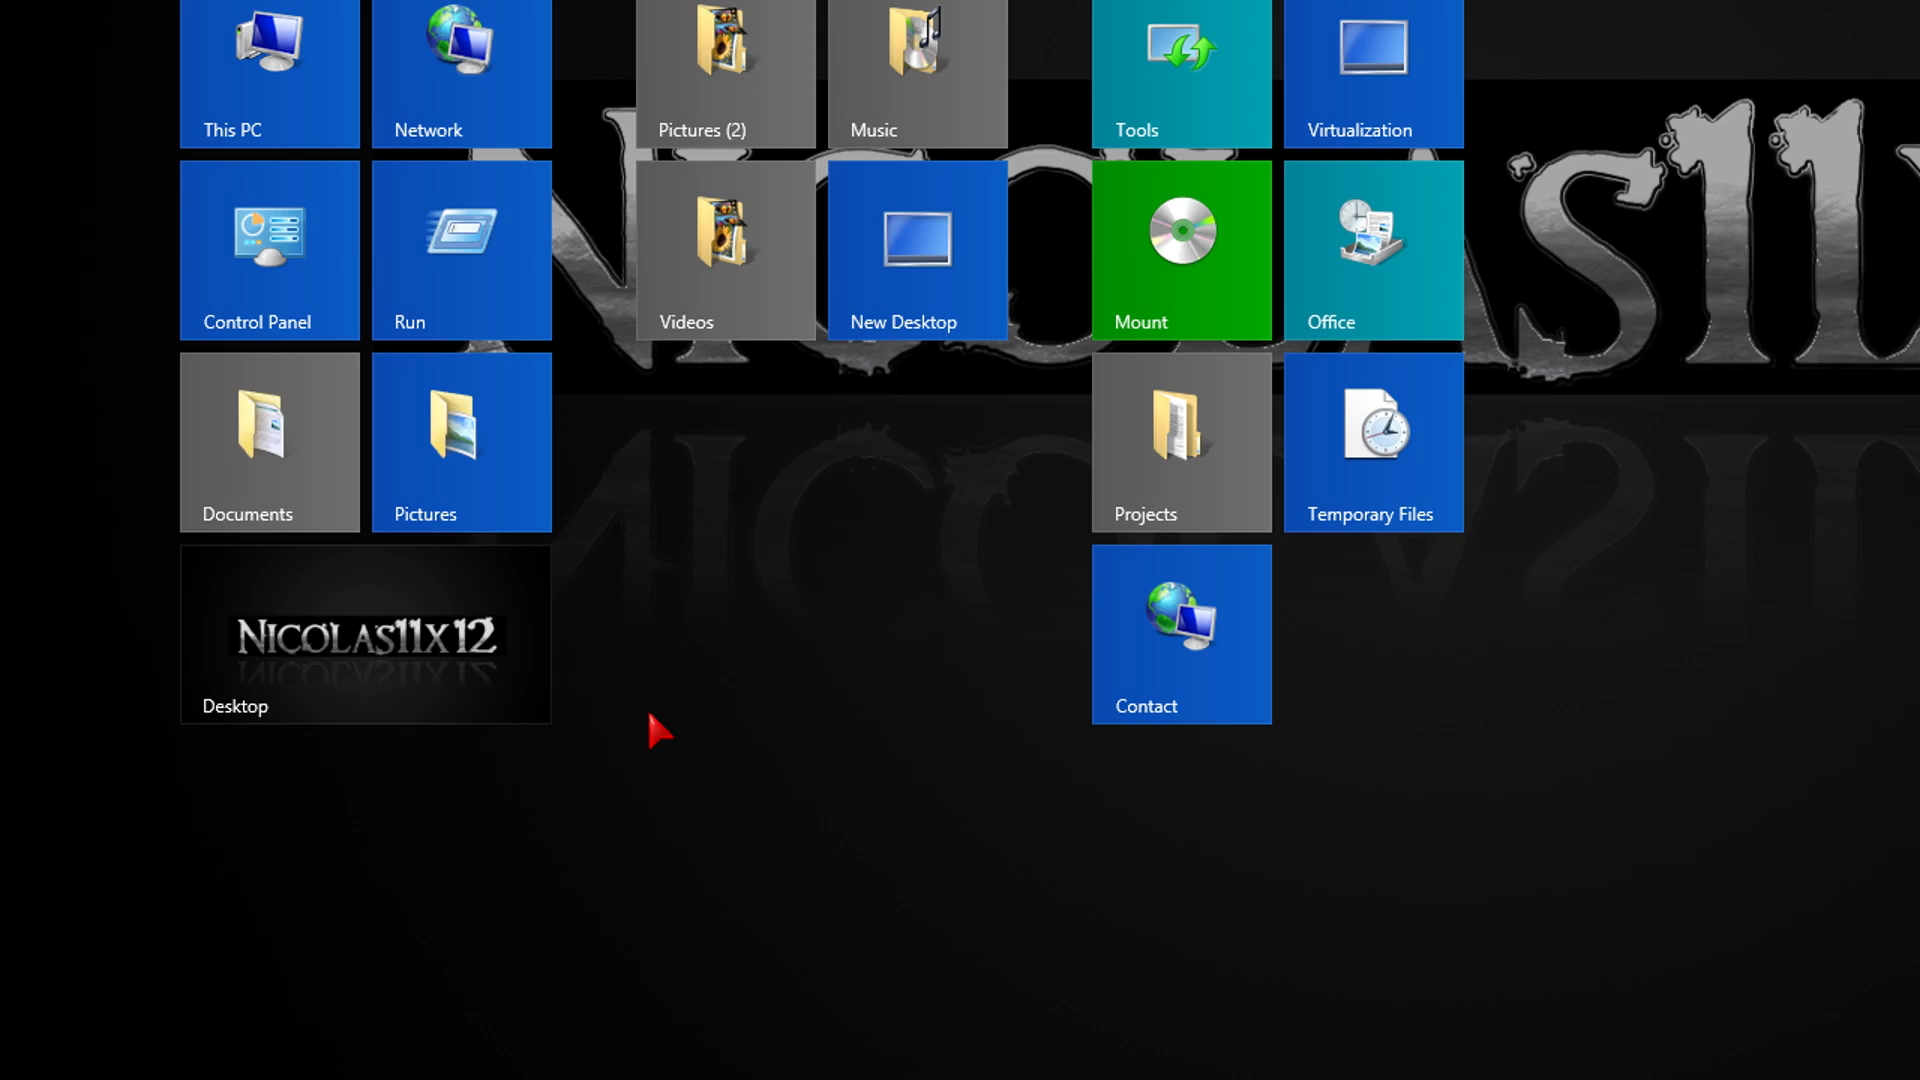 This PC
Network
Pictures (2)
Music
Tools
Virtualization
Control Panel
Run
Videos
New Desktop
Mount
Office
Documents
Pictures
Projects
Temporary Files
NICOLAS11X12
Desktop
Contact
NICOLAS11